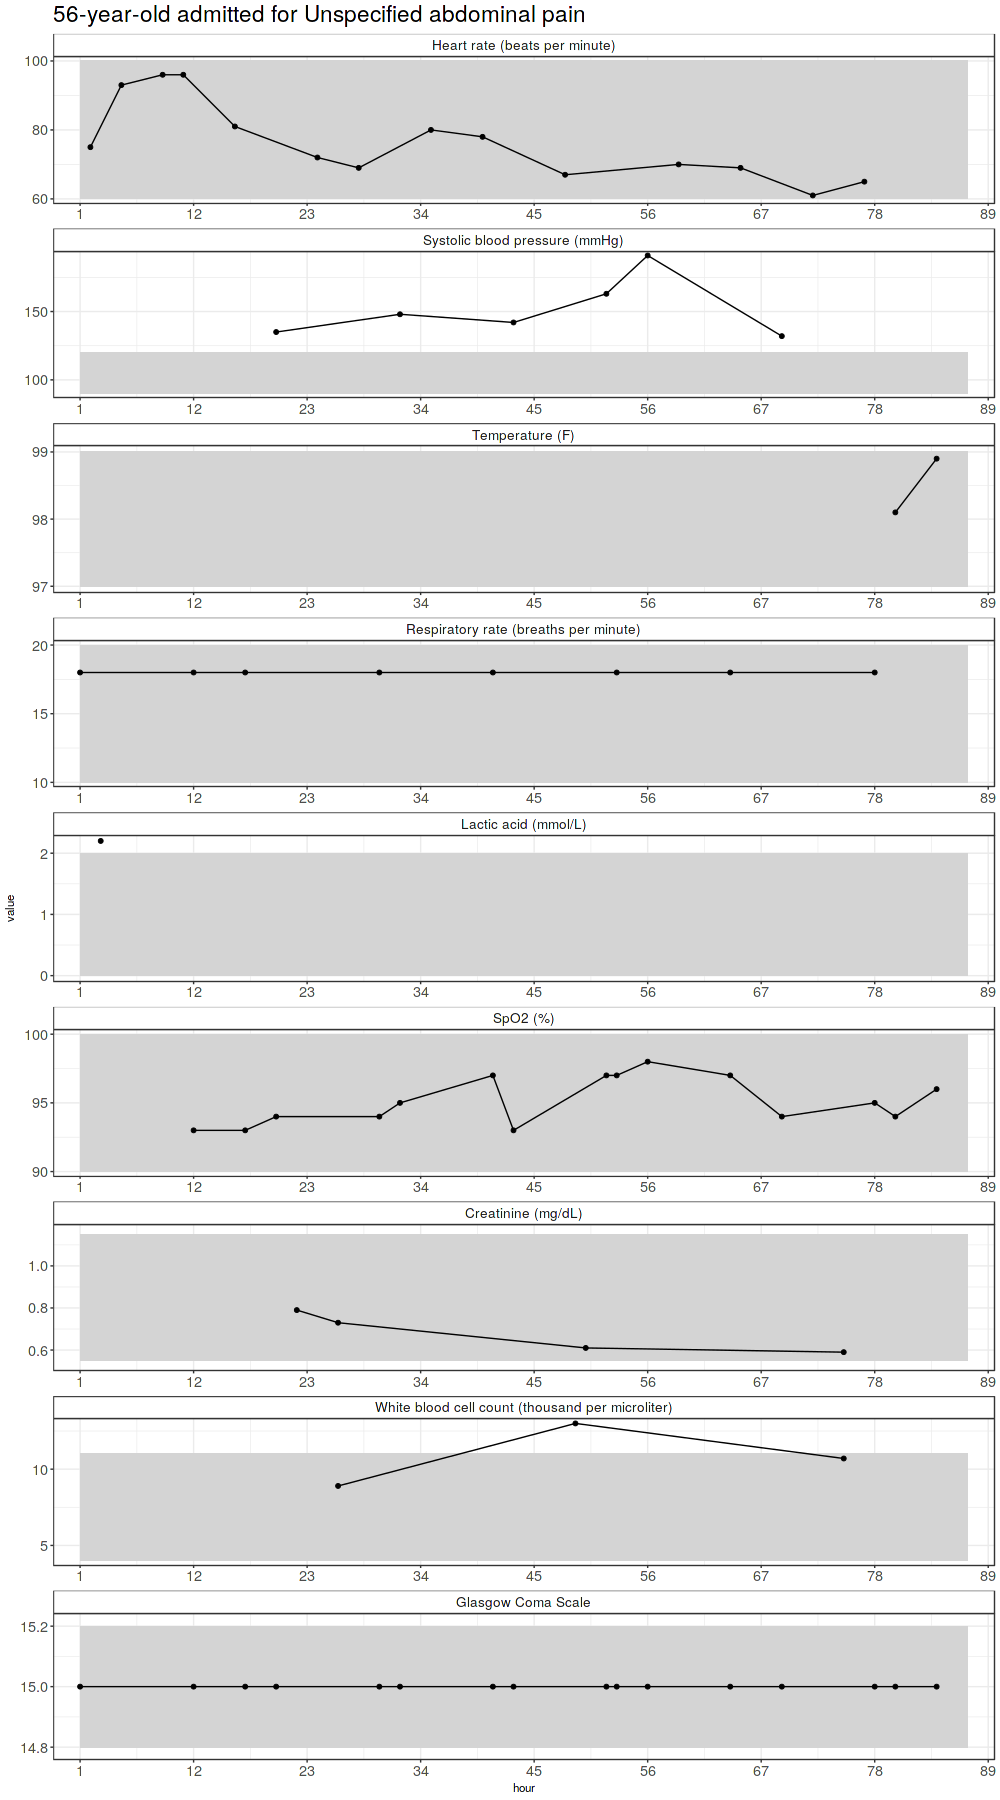 56-year-old admitted for Unspecified abdominal pain
Heart rate (beats per minute)
100
80
60
1 12 23 34 45 56 67 78 89
Systolic blood pressure (mmHg)
150
100
1 12 23 34 45 56 67 78 89
Temperature (F)
99
98
97
1 12 23 34 45 56 67 78 89
Respiratory rate (breaths per minute)
20
15
10
1 12 23 34 45 56 67 78 89
Lactic acid (mmol/L)
2
1
0
1 12 23 34 45 56 67 78 89
value
SpO2 (%)
100
95
90
1 12 23 34 45 56 67 78 89
Creatinine (mg/dL)
1.0
0.8
0.6
1 12 23 34 45 56 67 78 89
White blood cell count (thousand per microliter)
10
5
1 12 23 34 45 56 67 78 89
Glasgow Coma Scale
15.2
15.0
14.8
1 12 23 34 45 56 67 78 89
hour